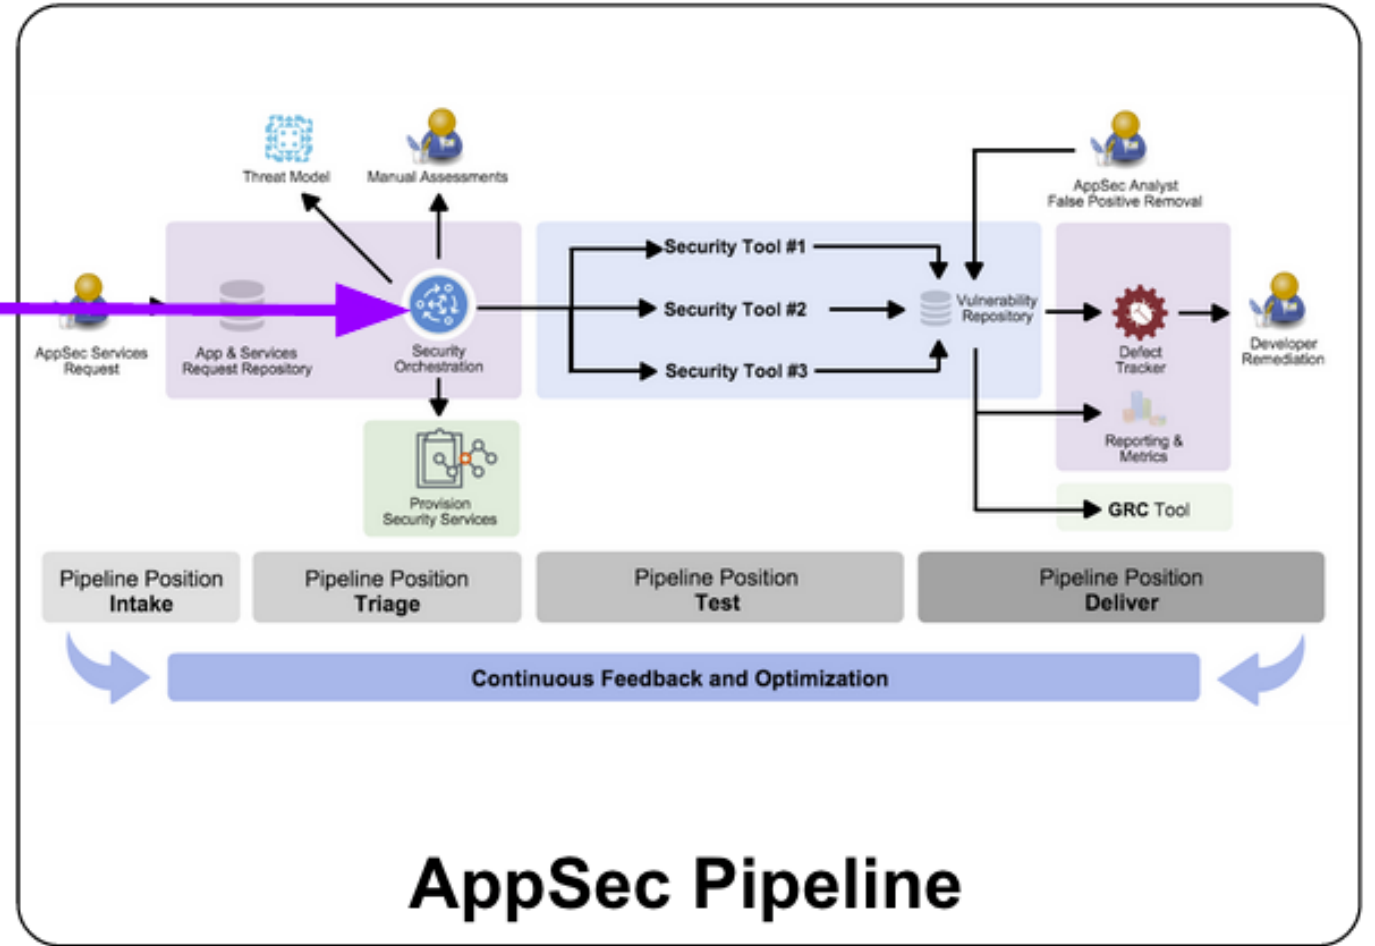 Threat Model
Manual Assessments
AppSec Analyst
False Positive Removal
AppSec Services
Request
App & Services
Request Repository
Security
Orchestration
Provision
Security Services
Security Tool #1
Security Tool #2
Security Tool #3
Vulnerability
Repository
Defect
Tracker
Developer
Remediation
Reporting &
Metrics
GRC Tool
Pipeline Position
Intake
Pipeline Position
Triage
Pipeline Position
Test
Pipeline Position
Deliver
Continuous Feedback and Optimization
AppSec Pipeline